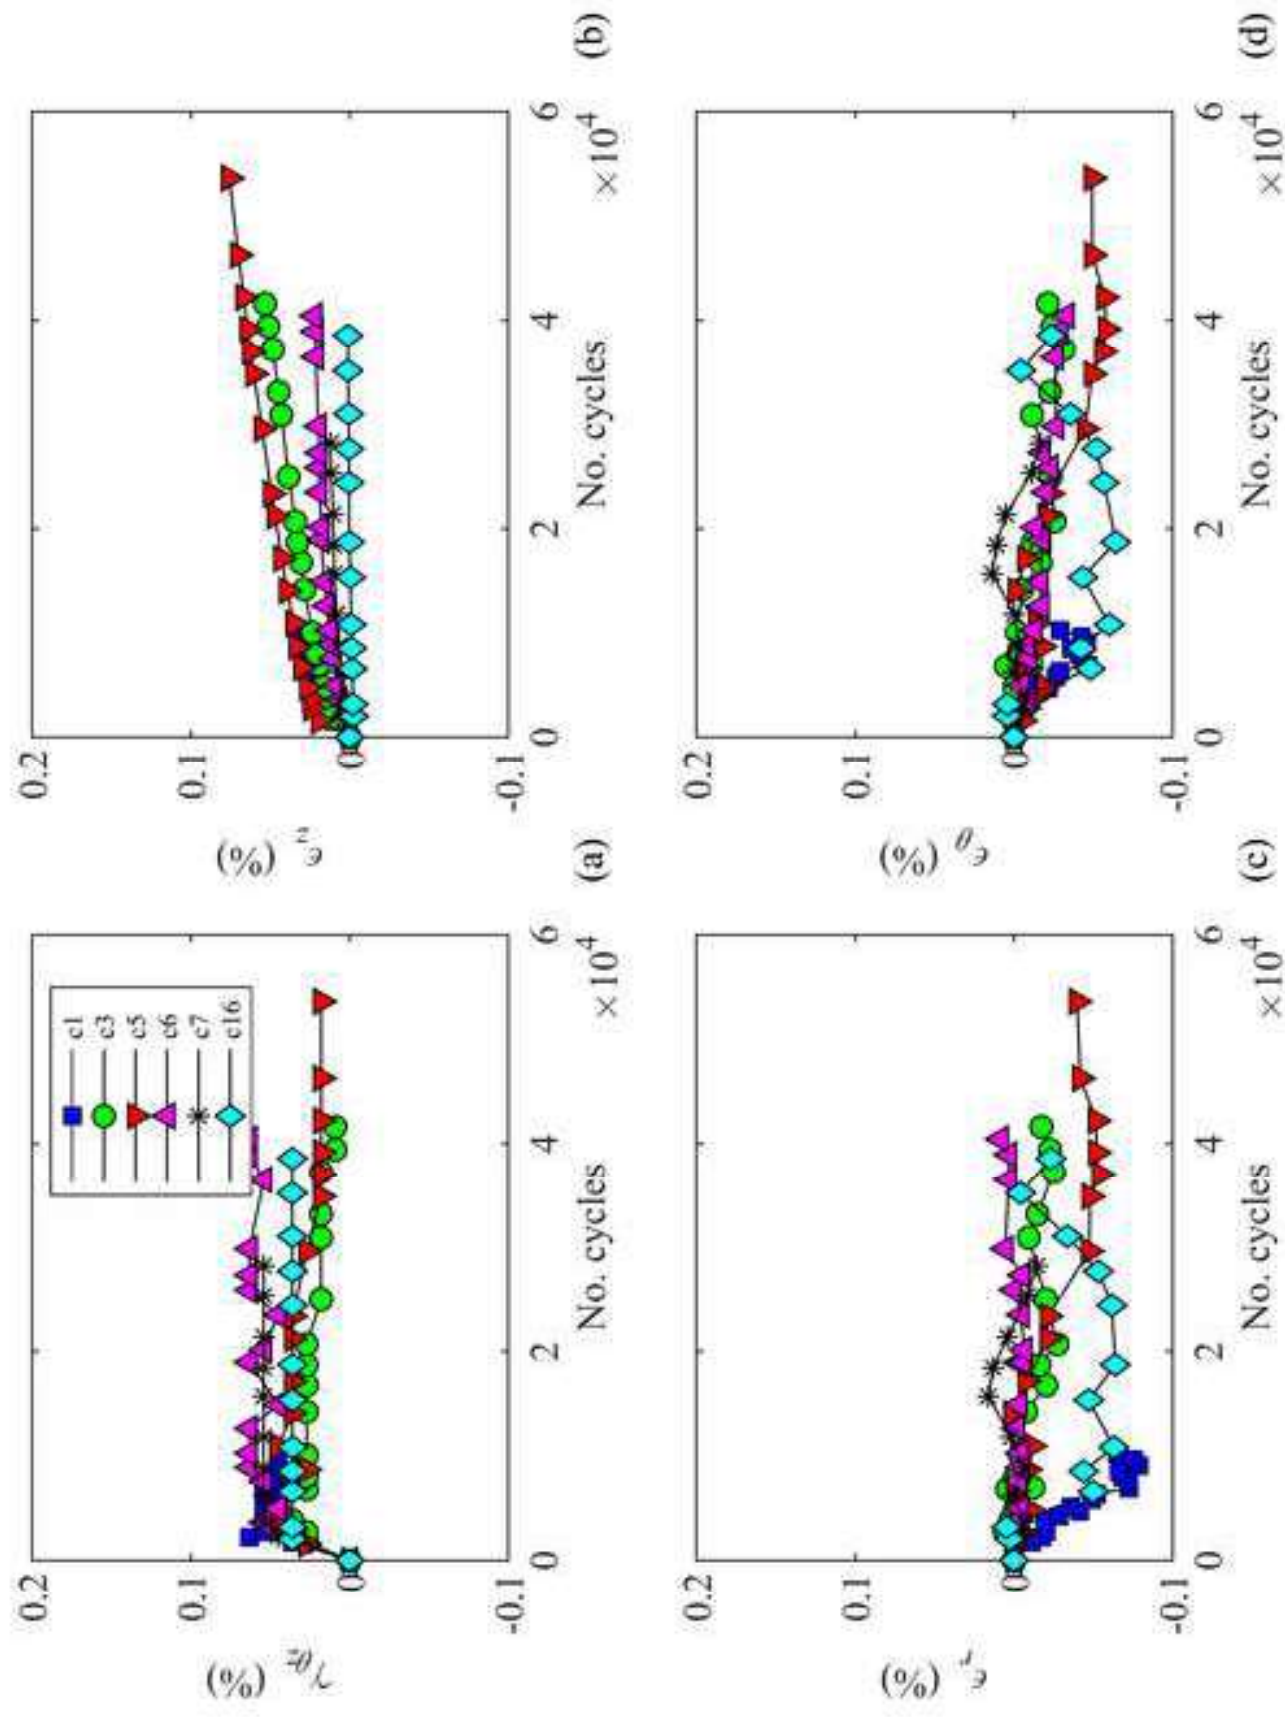 0.2
0.1
0
-0.1
γθz (%)
c1
c3
c5
c6
c7
c16
0 2 4 6
No. cycles
×10⁴
(a)
0.2
0.1
0
-0.1
ϵz (%)
0 2 4 6
No. cycles
×10⁴
(b)
0.2
0.1
0
-0.1
ϵr (%)
0 2 4 6
No. cycles
×10⁴
(c)
0.2
0.1
0
-0.1
ϵθ (%)
0 2 4 6
No. cycles
×10⁴
(d)